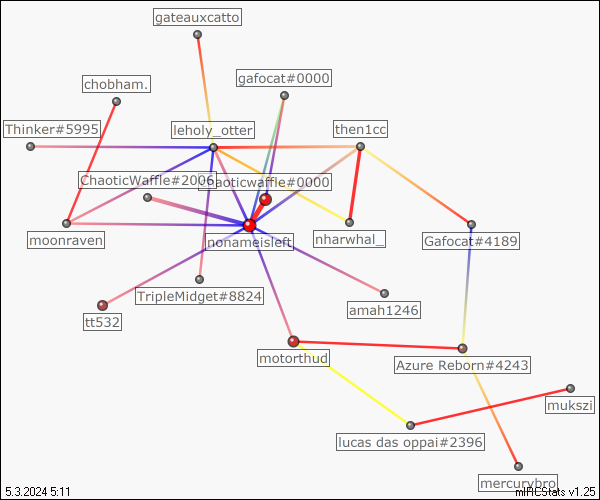 gateauxcatto
gafocat#0000
chobham.
Thinker#5995
leholy_otter
then1cc
ChaoticWaffle#2006
chaoticwaffle#0000
moonraven
nonameisleft
nharwhal_
Gafocat#4189
TripleMidget#8824
amah1246
tt532
motorthud
Azure Reborn#4243
mukszi
lucas das oppai#2396
mercurybro
5.3.2024 5:11
mIRCStats v1.25